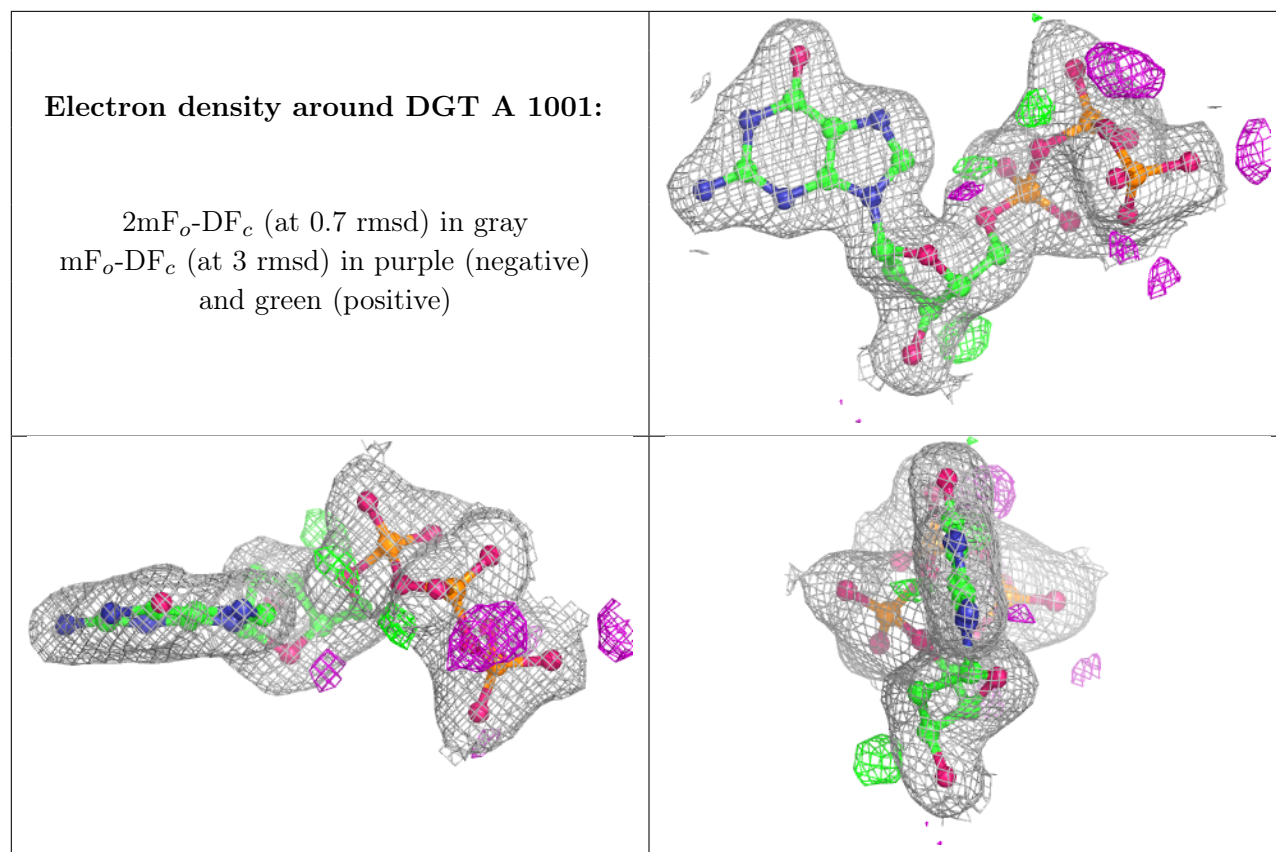 Electron density around DGT A 1001:
2mFo-DFc (at 0.7 rmsd) in gray
mFo-DFc (at 3 rmsd) in purple (negative)
and green (positive)